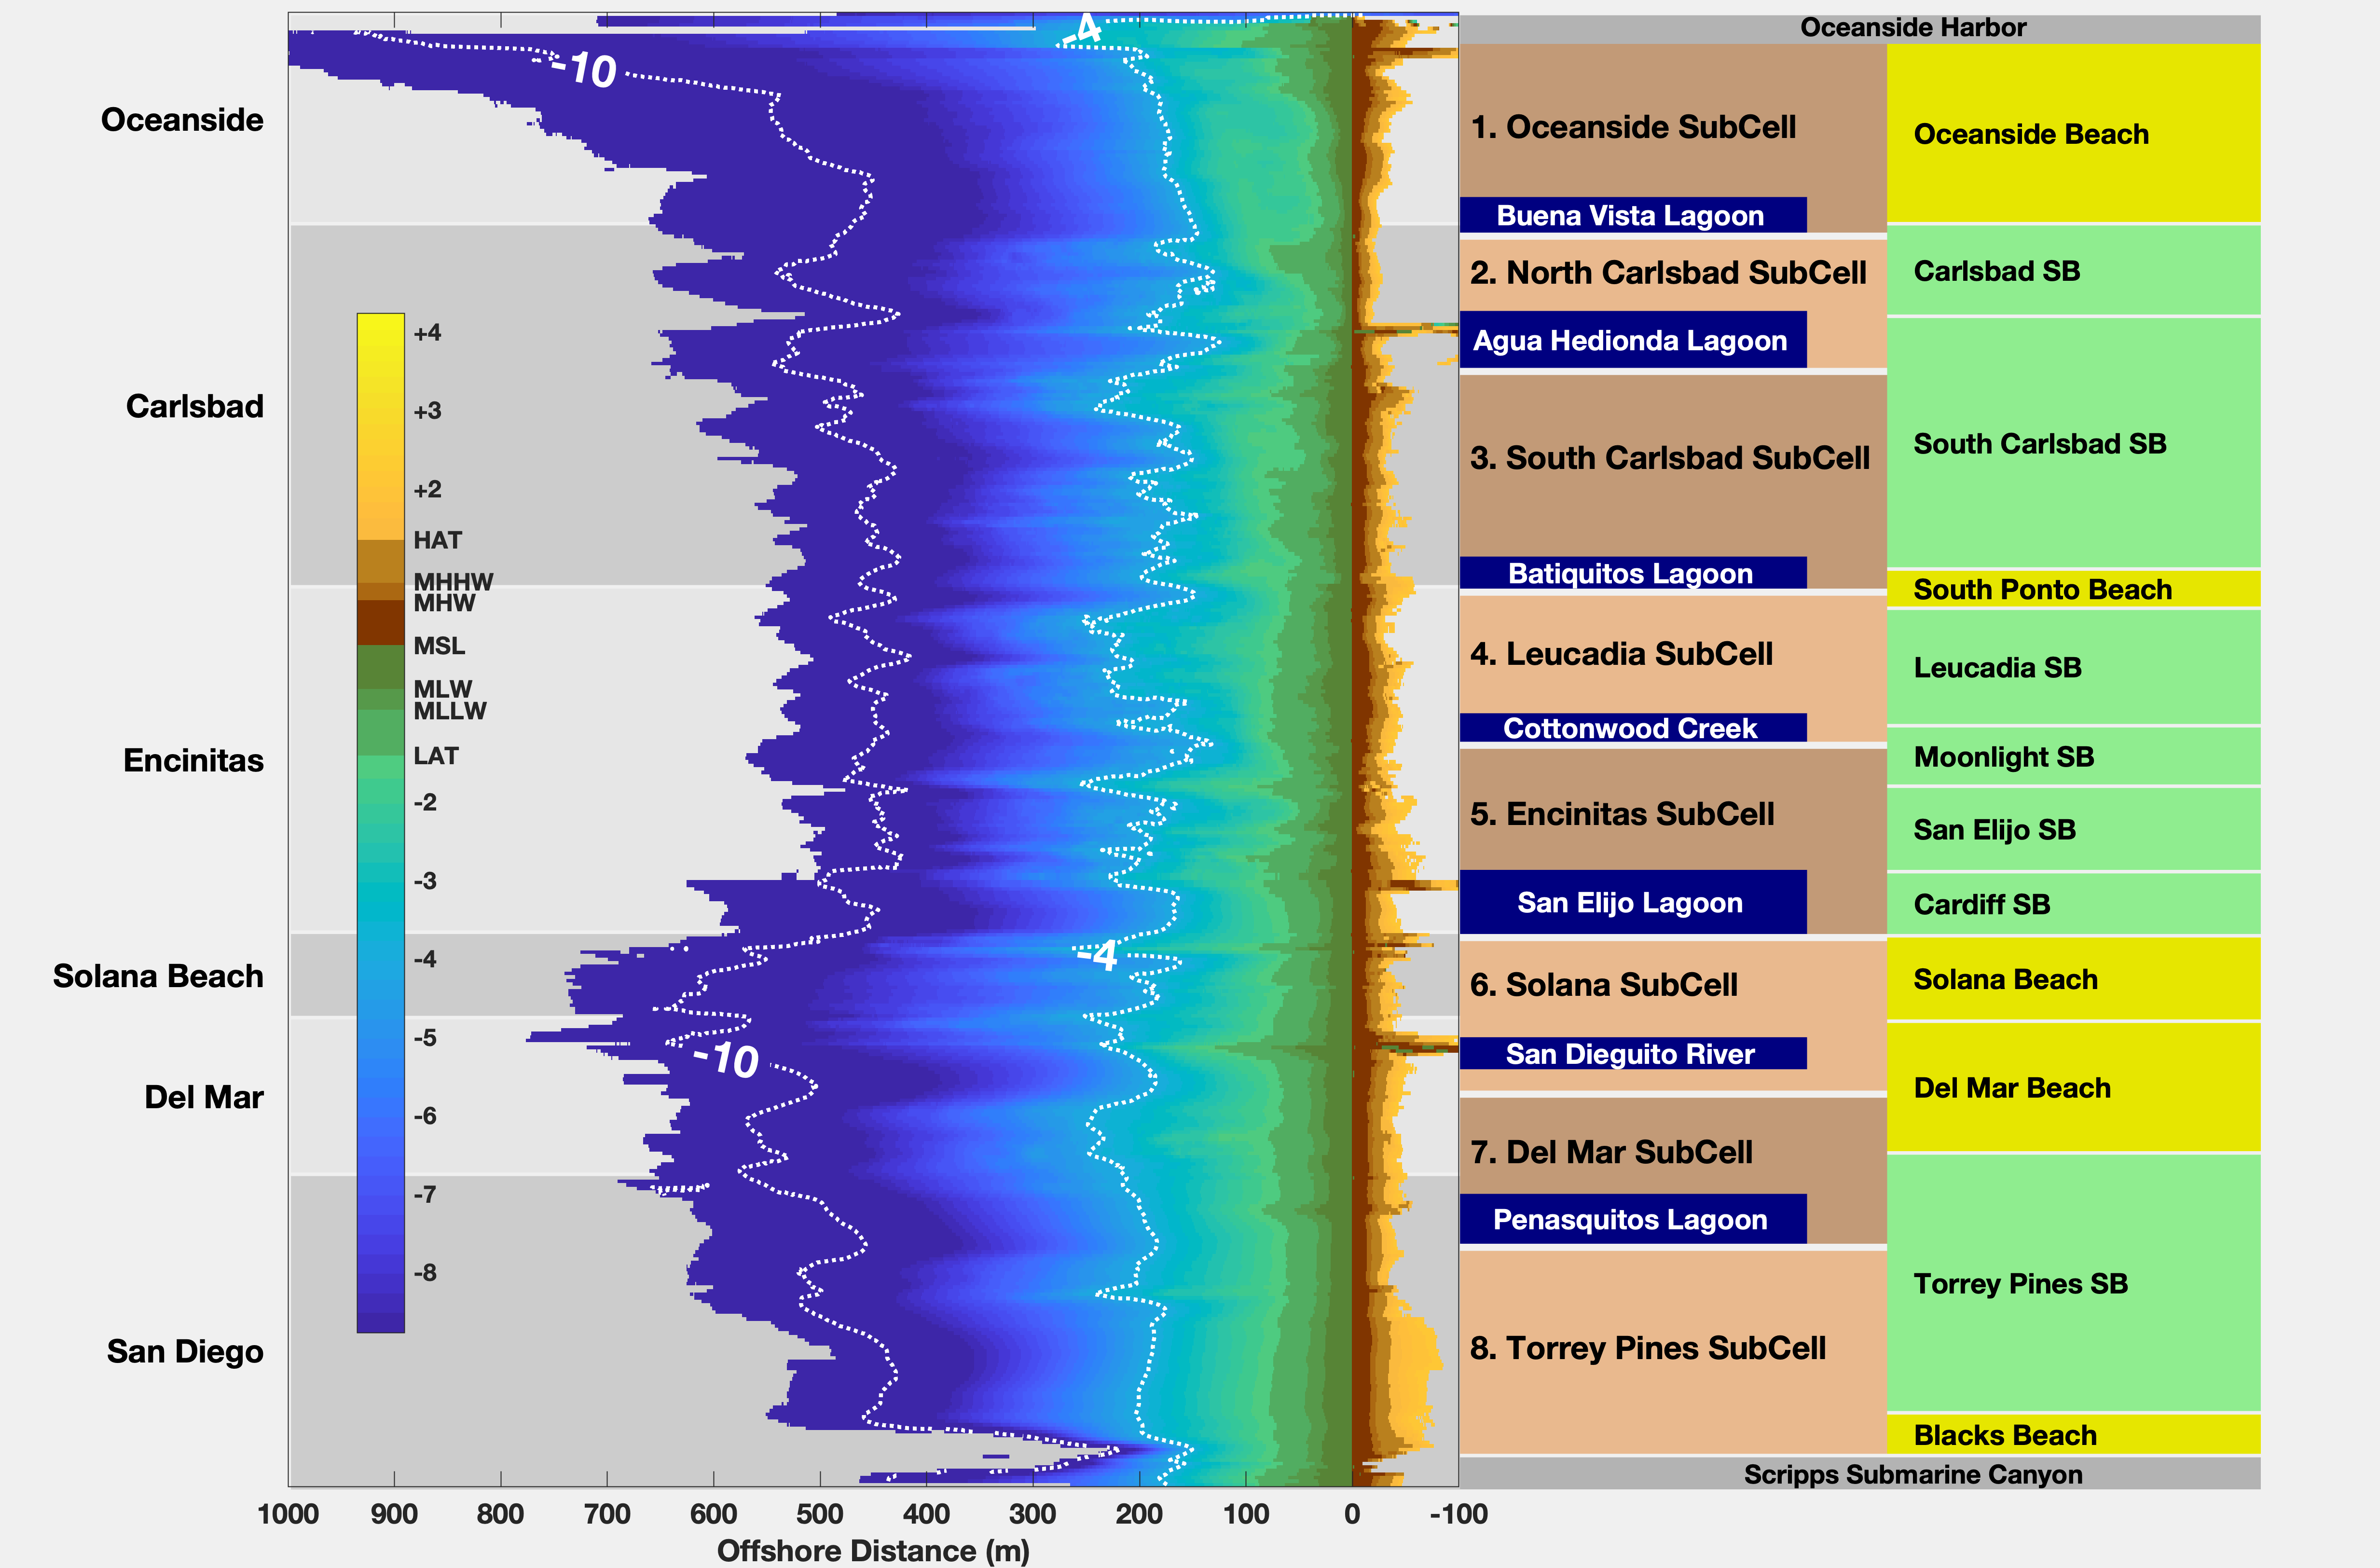 Oceanside Harbor
-4
-10
Oceanside
1. Oceanside SubCell
Oceanside Beach
Buena Vista Lagoon
2. North Carlsbad SubCell
Carlsbad SB
+4
Agua Hedionda Lagoon
Carlsbad
+3
3. South Carlsbad SubCell
South Carlsbad SB
+2
HAT
MHHW
MHW
Batiquitos Lagoon
South Ponto Beach
MSL
4. Leucadia SubCell
Leucadia SB
MLW
MLLW
Cottonwood Creek
LAT
Encinitas
Moonlight SB
-2
5. Encinitas SubCell
San Elijo SB
-3
San Elijo Lagoon
Cardiff SB
-4
-4
Solana Beach
6. Solana SubCell
Solana Beach
-5
-10
San Dieguito River
Del Mar
Del Mar Beach
-6
7. Del Mar SubCell
-7
Penasquitos Lagoon
-8
Torrey Pines SB
San Diego
8. Torrey Pines SubCell
Blacks Beach
Scripps Submarine Canyon
1000 900 800 700 600 500 400 300 200 100 0 -100
Offshore Distance (m)